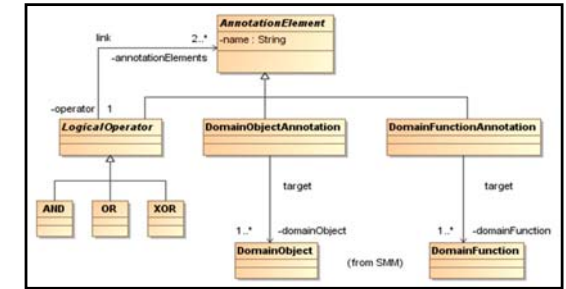 AnnotationElement
link
2..*
-name : String
-annotationElements
-operator 1
LogicalOperator
DomainObjectAnnotation
DomainFunctionAnnotation
target
target
AND
OR
XOR
1..*
-domainObject
1..*
-domainFunction
DomainObject
(from SMM)
DomainFunction